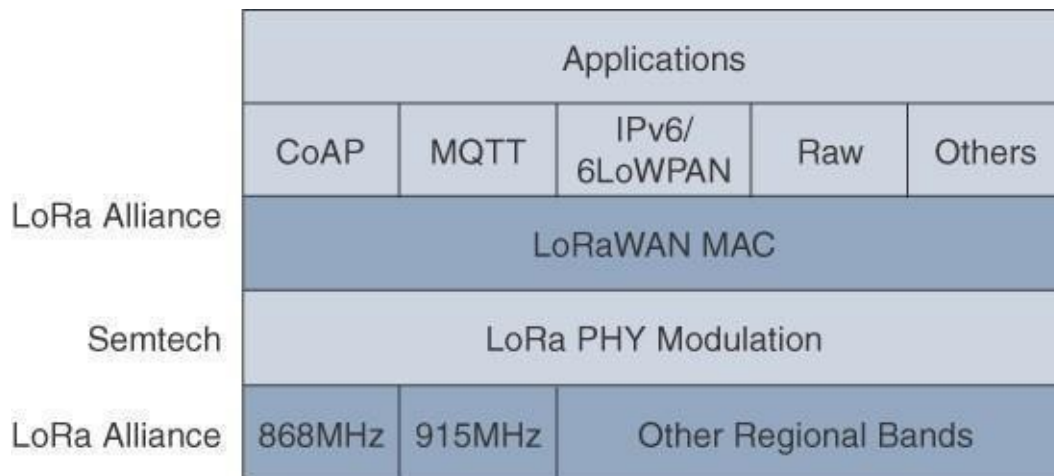 Applications
CoAP MQTT IPv6/
6LoWPAN Raw Others
LoRa Alliance
LoRaWAN MAC
Semtech LoRa PHY Modulation
LoRa Alliance 868MHz 915MHz Other Regional Bands